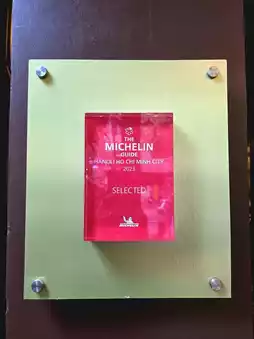 THE
MICHELIN
GUIDE
HANOI | HO CHI MINH CITY
2023
SELECTED
MICHELIN